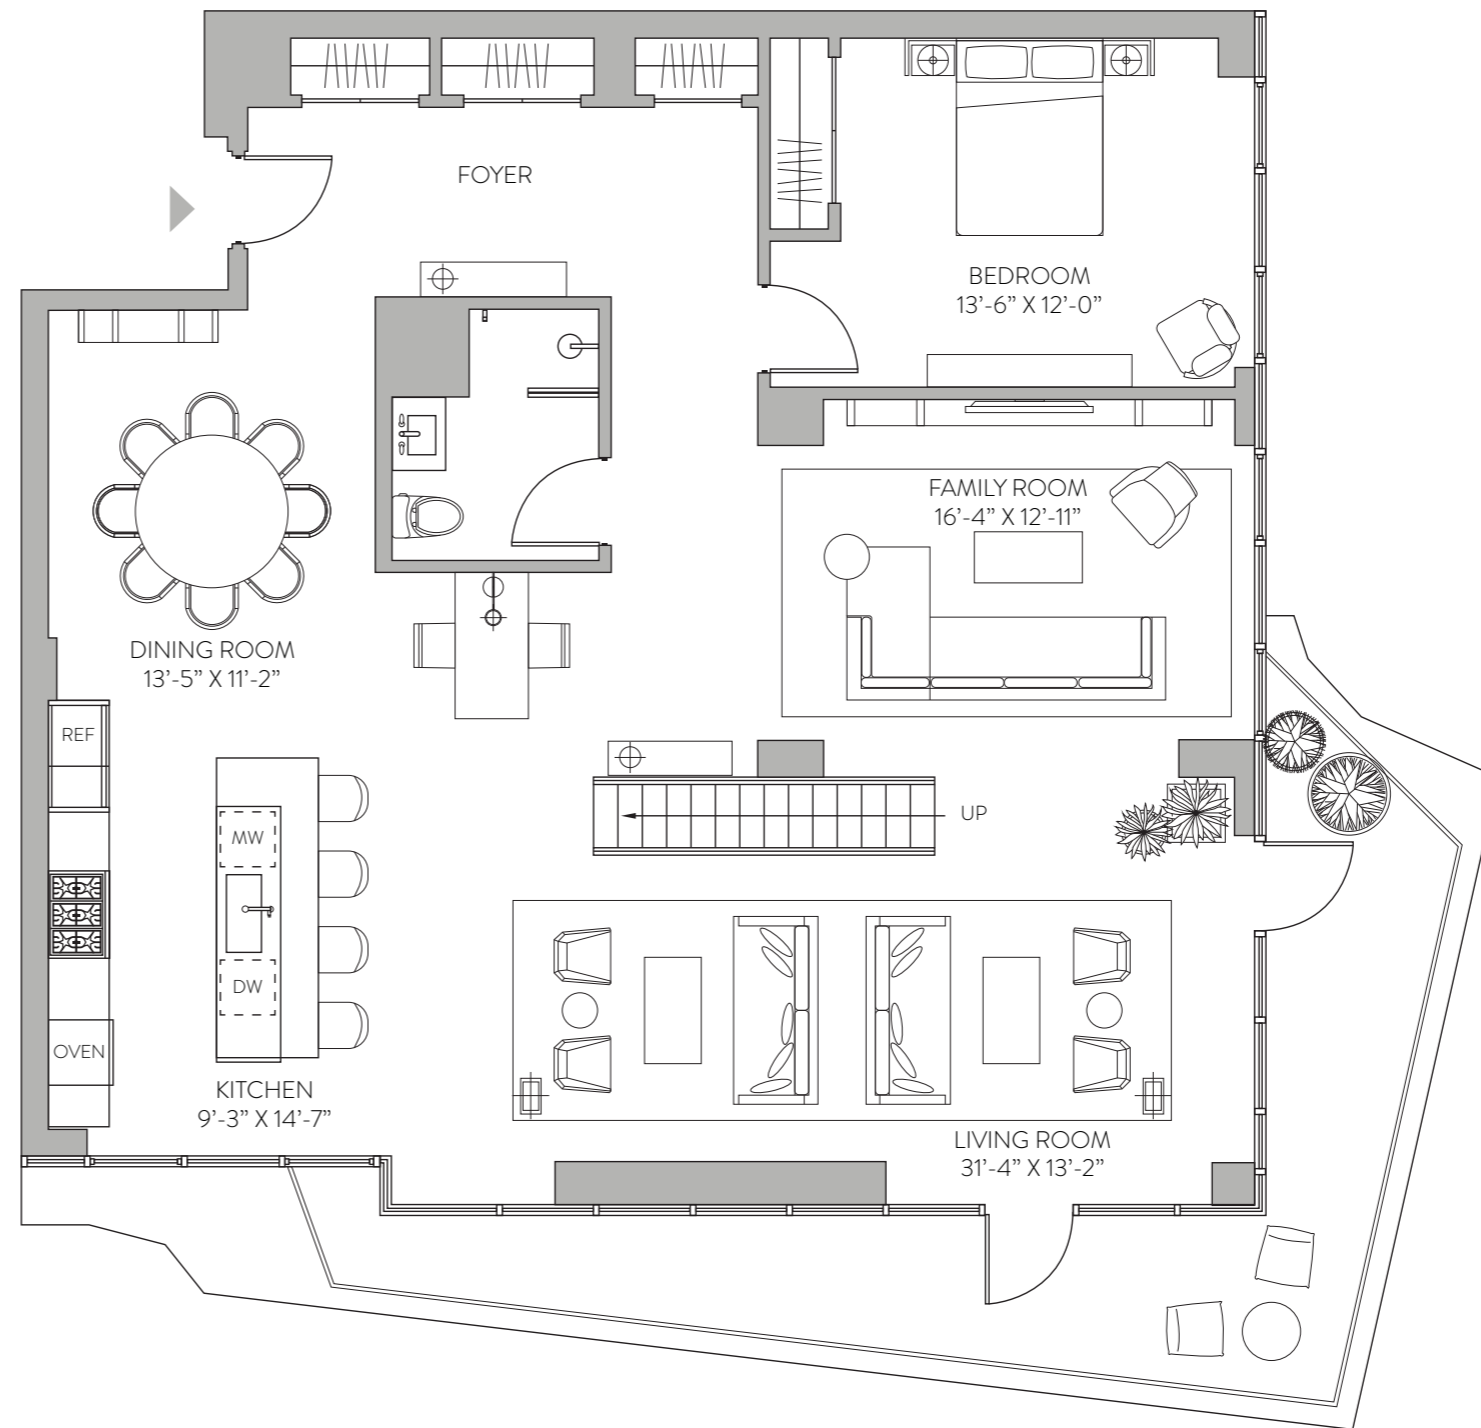 FOYER
BEDROOM
13'-6” X 12'-0”
FAMILY ROOM
16'-4” X 12'-11”
DINING ROOM
13'-5” X 11'-2”
REF
UP
MW
DW
OVEN
KITCHEN
9'-3” X 14'-7”
LIVING ROOM
31'-4” X 13'-2”